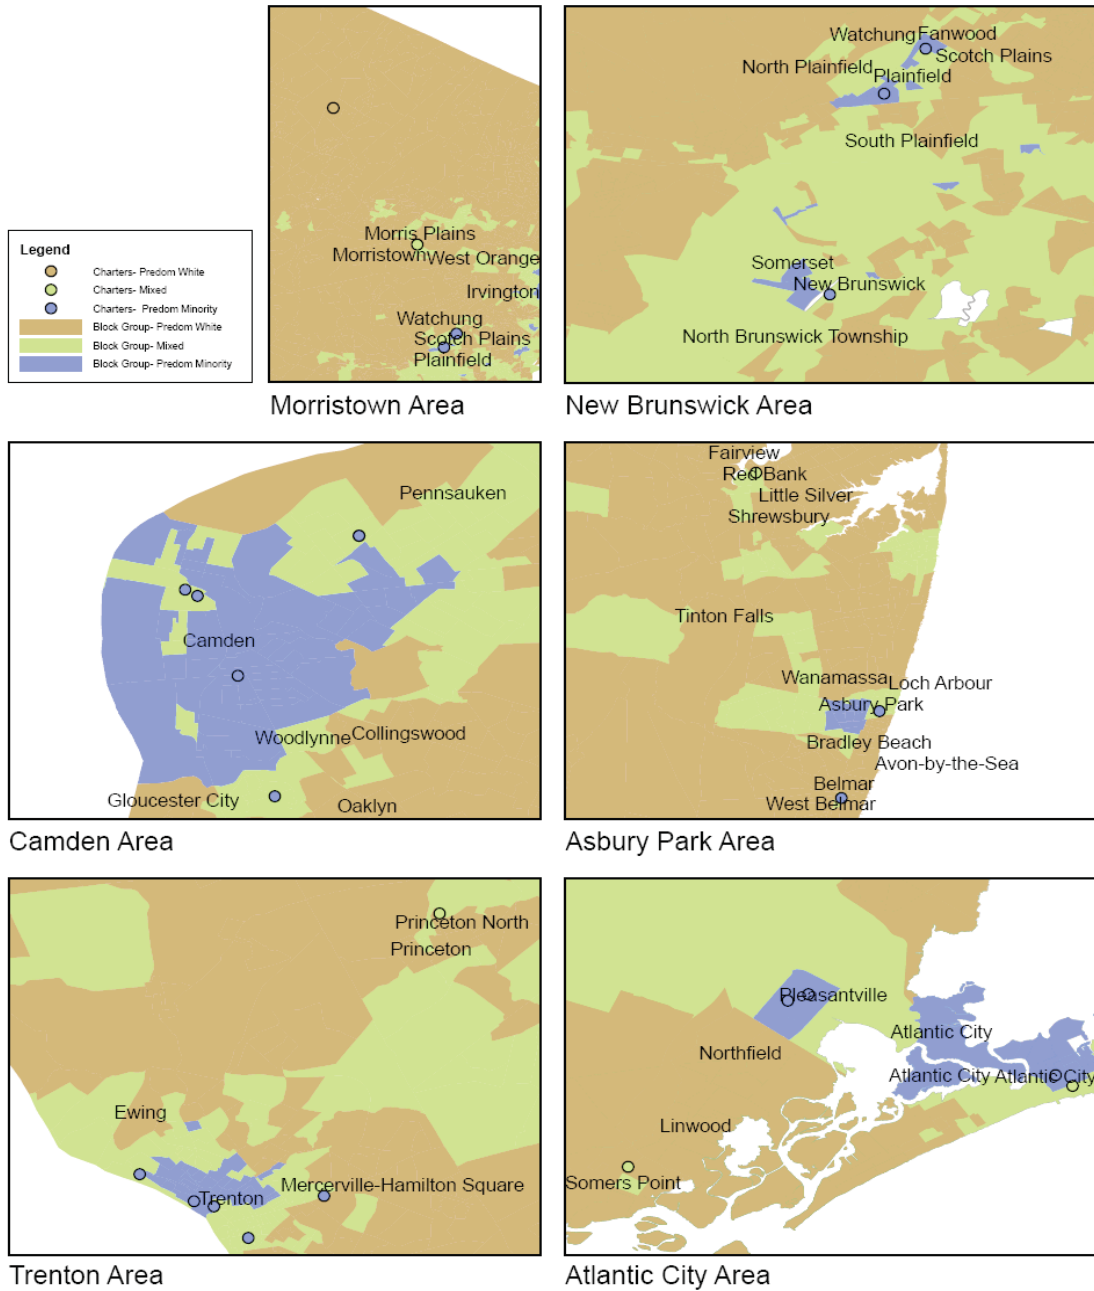 Legend
Charters- Predom White
Charters- Mixed
Charters- Predom Minority
Block Group- Predom White
Block Group- Mixed
Block Group- Predom Minority
Morris Plains
Morristown
West Orange
Irvington
Watchung
Scotch Plains
Plainfield
Morristown Area
Watchung
Fanwood
Scotch Plains
North Plainfield
Plainfield
South Plainfield
Somerset
New Brunswick
North Brunswick Township
New Brunswick Area
Pennsauken
Camden
Woodlynne
Collingswood
Gloucester City
Oaklyn
Camden Area
Fairview
Red Bank
Little Silver
Shrewsbury
Tinton Falls
Wanamassa
Loch Arbour
Asbury Park
Bradley Beach
Avon-by-the-Sea
Belmar
West Belmar
Asbury Park Area
Princeton North
Princeton
Ewing
Mercerville-Hamilton Square
Trenton
Trenton Area
Pleasantville
Atlantic City
Northfield
Atlantic City
Atlantic City
Linwood
Somers Point
Atlantic City Area